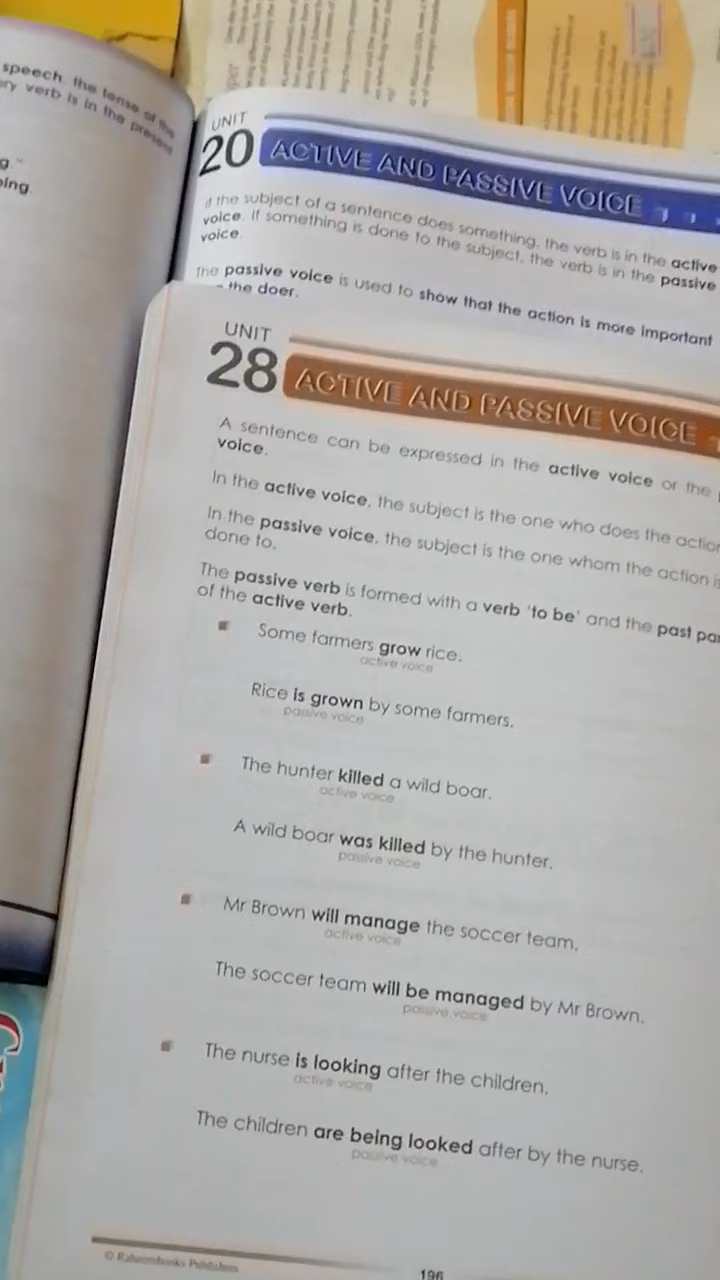 speech, the tense of the
ry verb is in the present
g."
oing.
UNIT
20 ACTIVE AND PASSIVE VOICE
If the subject of a sentence does something, the verb is in the active
voice. If something is done to the subject, the verb is in the passive
voice.
The passive voice is used to show that the action is more important
the doer.
UNIT
28 ACTIVE AND PASSIVE VOICE
A sentence can be expressed in the active voice or the
voice.
In the active voice, the subject is the one who does the action
In the passive voice, the subject is the one whom the action is
done to.
The passive verb is formed with a verb 'to be' and the past par
of the active verb.
Some farmers grow rice.
active voice
Rice is grown by some farmers.
passive voice
The hunter killed a wild boar.
active voice
A wild boar was killed by the hunter.
passive voice
Mr Brown will manage the soccer team.
active voice
The soccer team will be managed by Mr Brown.
passive voice
The nurse is looking after the children.
active voice
The children are being looked after by the nurse.
passive voice
Publishers
196